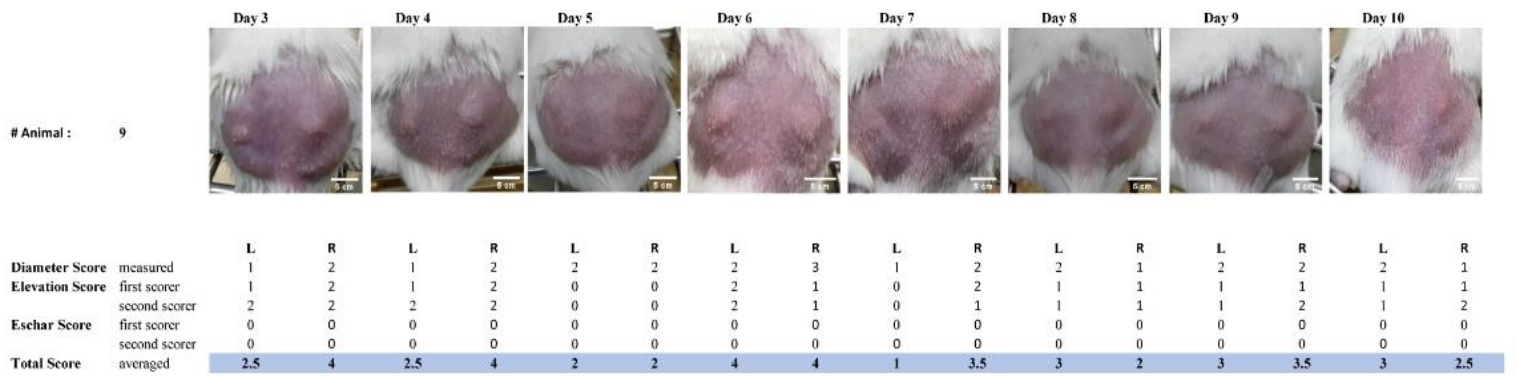 Day 3 Day 4 Day 5 Day 6 Day 7 Day 8 Day 9 Day 10
# Animal : 9
5 cm 5 cm 5 cm 5 cm 5 cm 5 cm 5 cm 5 cm
L R L R L R L R L R L R L R L R
Diameter Score measured 1 2 1 2 2 2 2 3 1 2 2 1 2 2 2 1
Elevation Score first scorer 1 2 1 2 0 0 2 1 0 2 1 1 1 1 1 1
second scorer 2 2 2 2 0 0 2 1 0 1 1 1 1 2 1 2
Eschar Score first scorer 0 0 0 0 0 0 0 0 0 0 0 0 0 0 0 0
second scorer 0 0 0 0 0 0 0 0 0 0 0 0 0 0 0 0
Total Score averaged 2.5 4 2.5 4 2 2 4 4 1 3.5 3 2 3 3.5 3 2.5